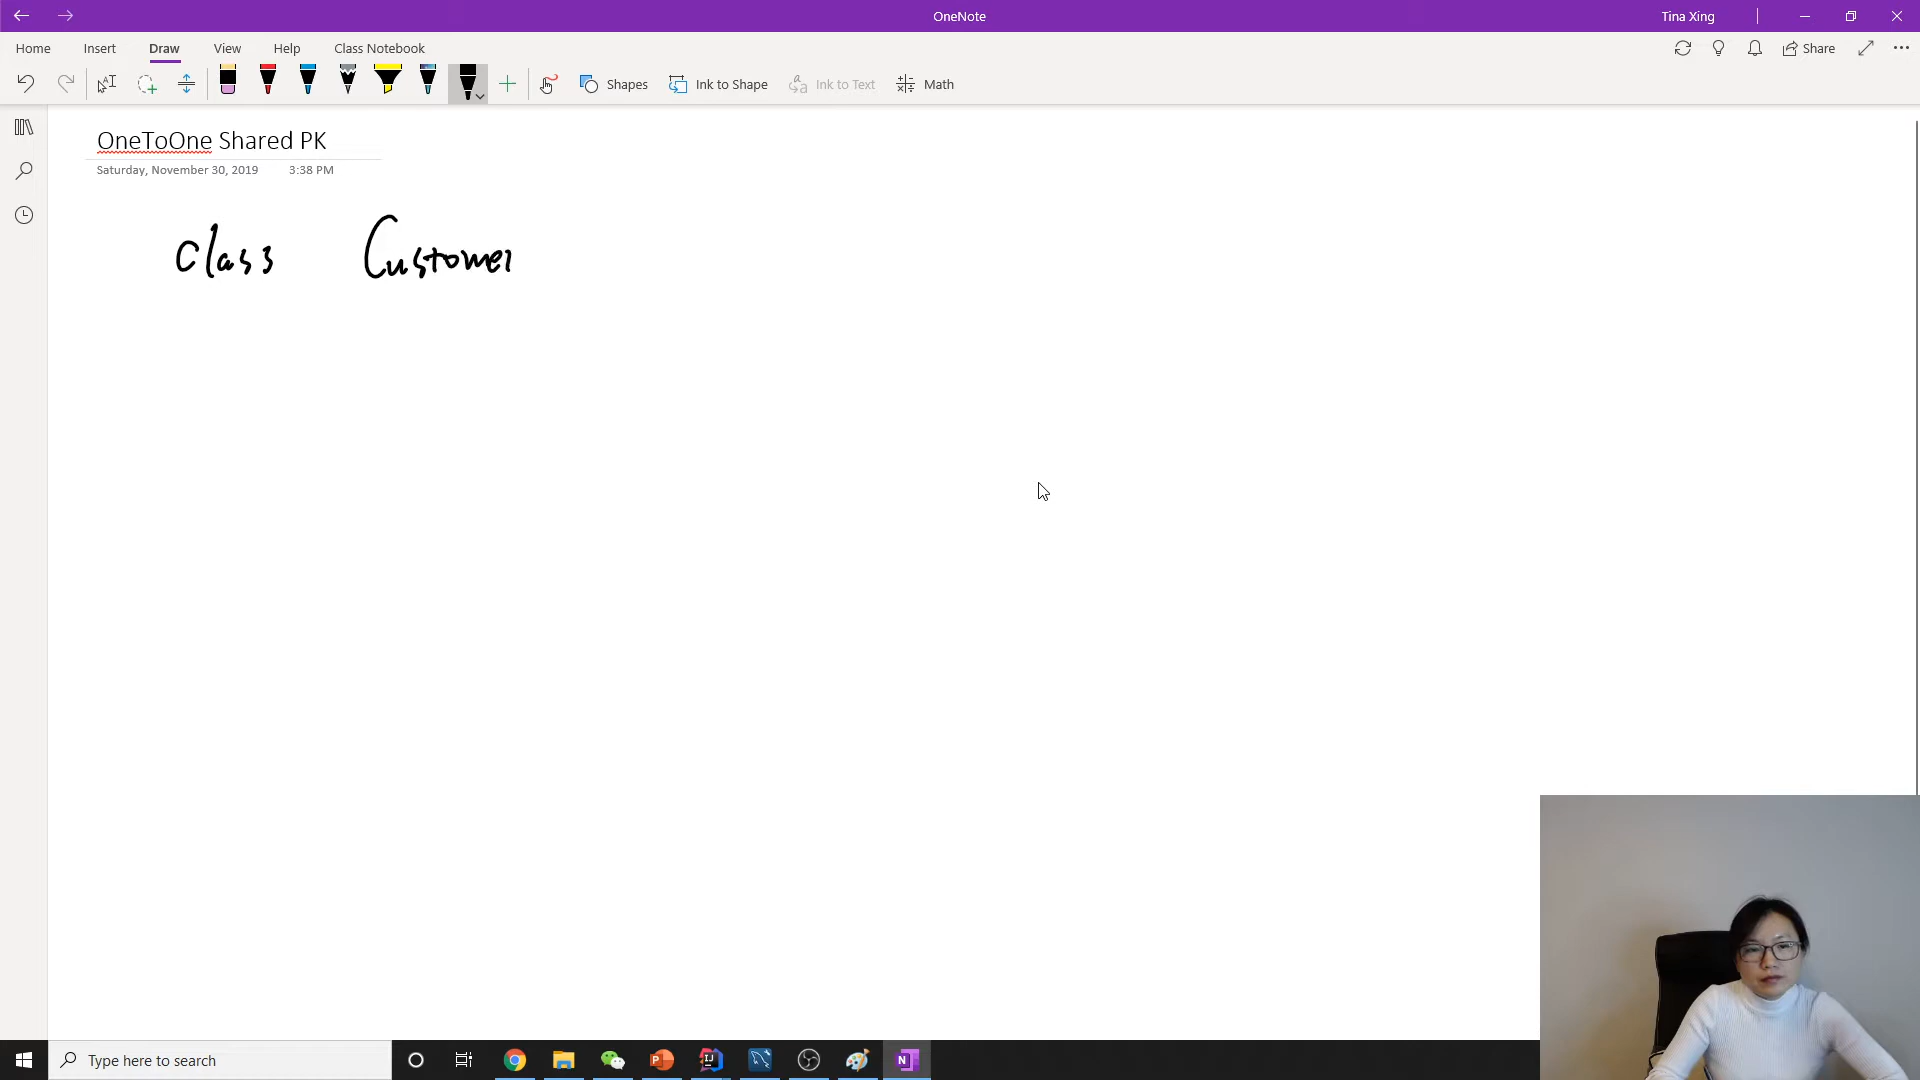 OneNote
Tina Xing
Home Insert Draw View Help Class Notebook
Share
Shapes Ink to Shape Ink to Text Math
OneToOne Shared PK
Saturday, November 30, 2019 3:38 PM
class Customer
Type here to search